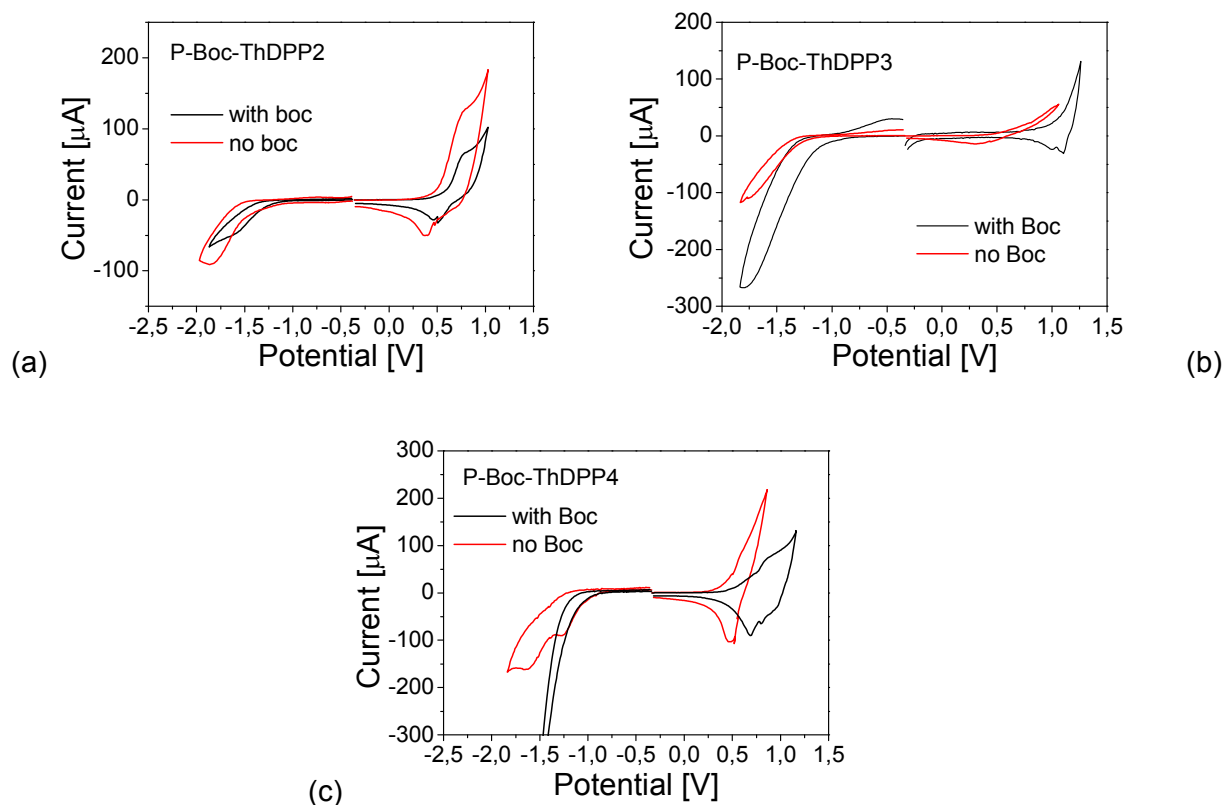 P-Boc-ThDPP2
with boc
no boc
200
100
0
-100
Current [µA]
-2,5 -2,0 -1,5 -1,0 -0,5 0,0 0,5 1,0 1,5
Potential [V]
(a)
P-Boc-ThDPP3
with Boc
no Boc
200
100
0
-100
-200
-300
Current [µA]
-2,0 -1,5 -1,0 -0,5 0,0 0,5 1,0 1,5
Potential [V]
(b)
P-Boc-ThDPP4
with Boc
no Boc
300
200
100
0
-100
-200
-300
Current [µA]
-2,5 -2,0 -1,5 -1,0 -0,5 0,0 0,5 1,0 1,5
Potential [V]
(c)